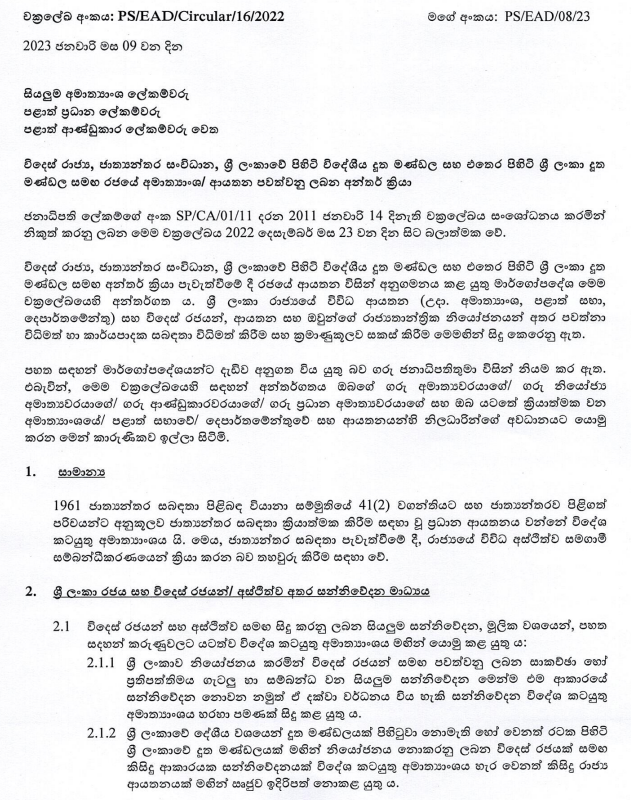 චක්‍රලේඛ අංකය: PS/EAD/Circular/16/2022 මගේ අංකය: PS/EAD/08/23
2023 ජනවාරි මස 09 වන දින
සියලුම අමාත්‍යාංශ ලේකම්වරු
පළාත් ප්‍රධාන ලේකම්වරු
පළාත් ආණ්ඩුකාර ලේකම්වරු වෙත
විදෙස් රාජ්‍ය, ජාත්‍යන්තර සංවිධාන, ශ්‍රී ලංකාවේ පිහිටි විදේශීය දූත මණ්ඩල සහ එතෙර පිහිටි ශ්‍රී ලංකා දූත
මණ්ඩල සමඟ රජයේ අමාත්‍යාංශ/ ආයතන පවත්වනු ලබන අන්තර් ක්‍රියා
ජනාධිපති ලේකම්ගේ අංක SP/CA/01/11 දරන 2011 ජනවාරි 14 දිනැති චක්‍රලේඛය සංශෝධනය කරමින්
නිකුත් කරනු ලබන මෙම චක්‍රලේඛය 2022 දෙසැම්බර් මස 23 වන දින සිට බලාත්මක වේ.
විදෙස් රාජ්‍ය, ජාත්‍යන්තර සංවිධාන, ශ්‍රී ලංකාවේ පිහිටි විදේශීය දූත මණ්ඩල සහ එතෙර පිහිටි ශ්‍රී ලංකා දූත
මණ්ඩල සමඟ අන්තර් ක්‍රියා පැවැත්වීමේ දී රජයේ ආයතන විසින් අනුගමනය කළ යුතු මාර්ගෝපදේශ මෙම
චක්‍රලේඛයෙහි අන්තර්ගත ය. ශ්‍රී ලංකා රාජ්‍යයේ විවිධ ආයතන (උදා. අමාත්‍යාංශ, පළාත් සභා,
දෙපාර්තමේන්තු) සහ විදෙස් රජයන්, ආයතන සහ ඔවුන්ගේ රාජ්‍යතාන්ත්‍රික නියෝජනයන් අතර පවත්නා
විධිමත් හා කාර්යපාදක සබඳතා විධිමත් කිරීම සහ ක්‍රමාණුකූලව සකස් කිරීම මෙමඟින් සිදු කෙරෙනු ඇත.
පහත සඳහන් මාර්ගෝපදේශයන්ට දැඩිව අනුගත විය යුතු බව ගරු ජනාධිපතිතුමා විසින් නියම කර ඇත.
එබැවින්, මෙම චක්‍රලේඛයෙහි සඳහන් අන්තර්ගතය ඔබගේ ගරු අමාත්‍යවරයාගේ/ ගරු නියෝජ්‍ය
අමාත්‍යවරයාගේ/ ගරු ආණ්ඩුකාරවරයාගේ/ ගරු ප්‍රධාන අමාත්‍යවරයාගේ සහ ඔබ යටතේ ක්‍රියාත්මක වන
අමාත්‍යාංශයේ/ පළාත් සභාවේ/ දෙපාර්තමේන්තුවේ සහ ආයතනයන්හි නිලධාරින්ගේ අවධානයට යොමු
කරන මෙන් කාරුණිකව ඉල්ලා සිටිමි.
1. සාමාන්‍ය
1961 ජාත්‍යන්තර සබඳතා පිළිබඳ වියානා සම්මුතියේ 41(2) වගන්තියට සහ ජාත්‍යන්තරව පිළිගත්
පරිචයන්ට අනුකූලව ජාත්‍යන්තර සබඳතා ක්‍රියාත්මක කිරීම සඳහා වූ ප්‍රධාන ආයතනය වන්නේ විදේශ
කටයුතු අමාත්‍යාංශය යි. මෙය, ජාත්‍යන්තර සබඳතා පැවැත්වීමේ දී, රාජ්‍යයේ විවිධ අස්ථිත්ව සමගාමී
සම්බන්ධීකරණයෙන් ක්‍රියා කරන බව තහවුරු කිරීම සඳහා වේ.
2. ශ්‍රී ලංකා රජය සහ විදෙස් රජයන්/ අස්ථිත්ව අතර සන්නිවේදන මාධ්‍යය
2.1 විදෙස් රජයන් සහ අස්ථිත්ව සමඟ සිදු කරනු ලබන සියලුම සන්නිවේදන, මූලික වශයෙන්, පහත
සඳහන් කරුණුවලට යටත්ව විදේශ කටයුතු අමාත්‍යාංශය මඟින් යොමු කළ යුතු ය:
2.1.1 ශ්‍රී ලංකාව නියෝජනය කරමින් විදෙස් රජයන් සමඟ පවත්වනු ලබන සාකච්ඡා හෝ
ප්‍රතිපත්තිමය ගැටලු හා සම්බන්ධ වන සියලුම සන්නිවේදන මෙන්ම එම ආකාරයේ
සන්නිවේදන නොවන නමුත් ඒ දක්වා වර්ධනය විය හැකි සන්නිවේදන විදේශ කටයුතු
අමාත්‍යාංශය හරහා පමණක් සිදු කළ යුතු ය.
2.1.2 ශ්‍රී ලංකාවේ දේශීය වශයෙන් දූත මණ්ඩලයක් පිහිටුවා නොමැති හෝ වෙනත් රටක පිහිටි
ශ්‍රී ලංකාවේ දූත මණ්ඩලයක් මඟින් නියෝජනය නොකරනු ලබන විදෙස් රජයක් සමඟ
කිසිදු ආකාරයක සන්නිවේදනයක් විදේශ කටයුතු අමාත්‍යාංශය හැර වෙනත් කිසිදු රාජ්‍ය
ආයතනයක් මඟින් සෘජුව ඉදිරිපත් නොකළ යුතු ය.